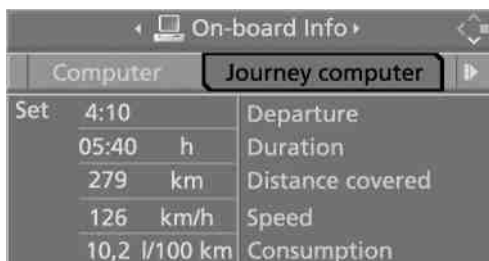 On-board Info
Computer Journey computer
Set 4:10 Departure
05:40 h Duration
279 km Distance covered
126 km/h Speed
10,2 l/100 km Consumption